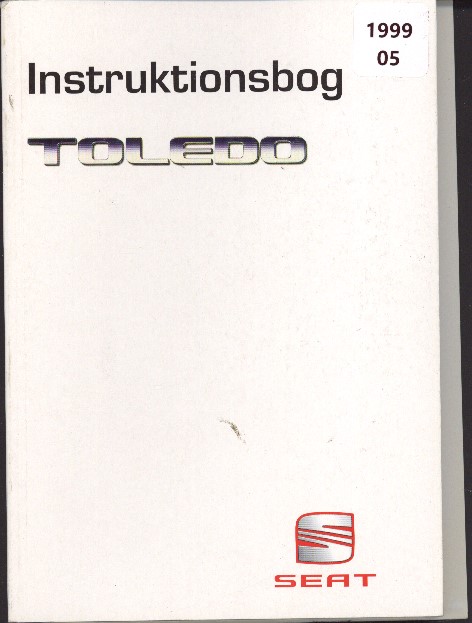 1999
05
Instruktionsbog
TOLEDO
SEAT